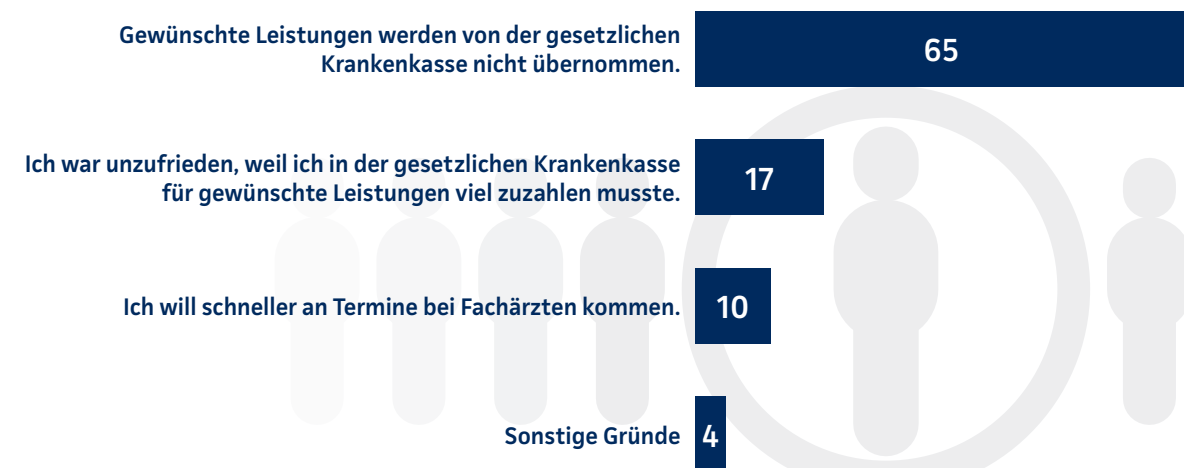 Gewünschte Leistungen werden von der gesetzlichen
Krankenkasse nicht übernommen.
65
Ich war unzufrieden, weil ich in der gesetzlichen Krankenkasse
für gewünschte Leistungen viel zuzahlen musste.
17
Ich will schneller an Termine bei Fachärzten kommen.
10
Sonstige Gründe
4